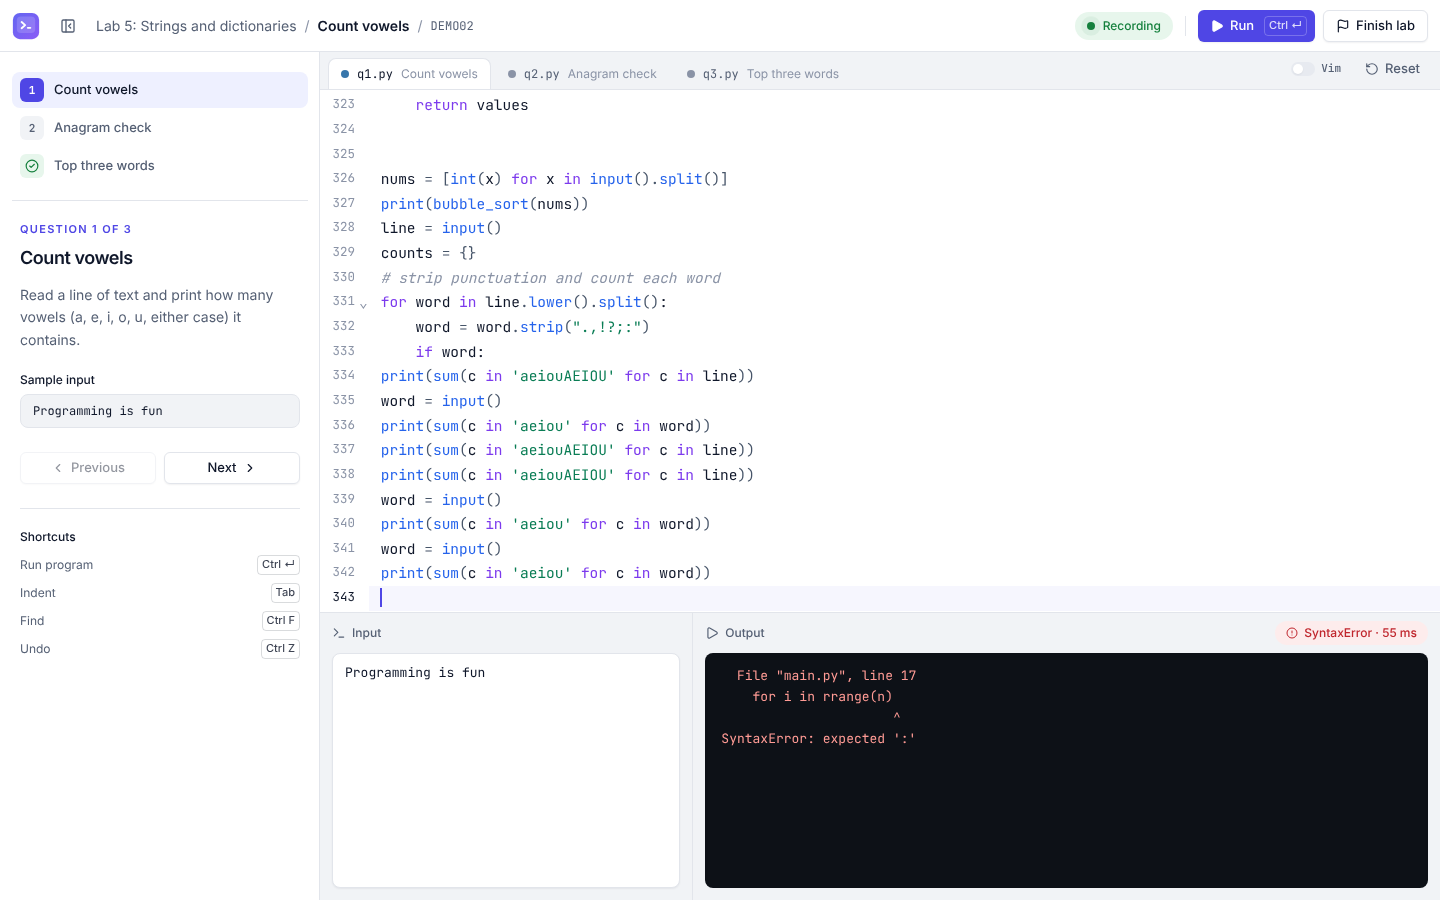 Lab 5: Strings and dictionaries / Count vowels / DEMO02
Recording
Run Ctrl ↵
Finish lab
1 Count vowels
2 Anagram check
Top three words
QUESTION 1 OF 3
Count vowels
Read a line of text and print how many
vowels (a, e, i, o, u, either case) it
contains.
Sample input
Programming is fun
Previous
Next
Shortcuts
Run program Ctrl ↵
Indent Tab
Find Ctrl F
Undo Ctrl Z
q1.py Count vowels
q2.py Anagram check
q3.py Top three words
Vim
Reset
323     return values
324
325
326 nums = [int(x) for x in input().split()]
327 print(bubble_sort(nums))
328 line = input()
329 counts = {}
330 # strip punctuation and count each word
331 for word in line.lower().split():
332     word = word.strip(".,!?;:")
333     if word:
334 print(sum(c in 'aeiouAEIOU' for c in line))
335 word = input()
336 print(sum(c in 'aeiou' for c in word))
337 print(sum(c in 'aeiouAEIOU' for c in line))
338 print(sum(c in 'aeiouAEIOU' for c in line))
339 word = input()
340 print(sum(c in 'aeiou' for c in word))
341 word = input()
342 print(sum(c in 'aeiou' for c in word))
343
Input
Programming is fun
Output
SyntaxError · 55 ms
  File "main.py", line 17
    for i in rrange(n)
                      ^
SyntaxError: expected ':'